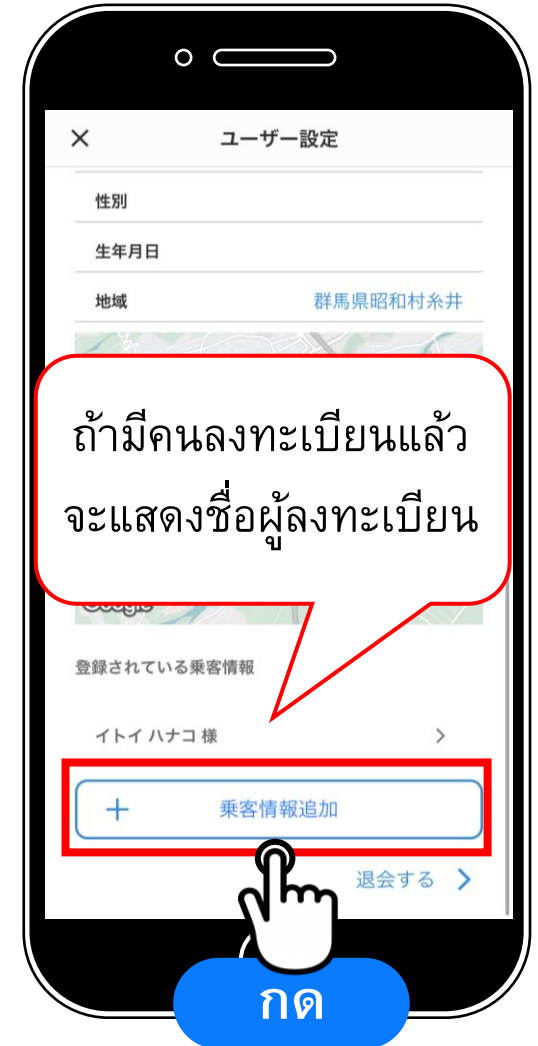 ユーザー設定
性別
生年月日
地域 群馬県昭和村糸井
ถ้ามีคนลงทะเบียนแล้ว
จะแสดงชื่อผู้ลงทะเบียน
Google
登録されている乗客情報
イトイ ハナコ 様
乗客情報追加
退会する
กด